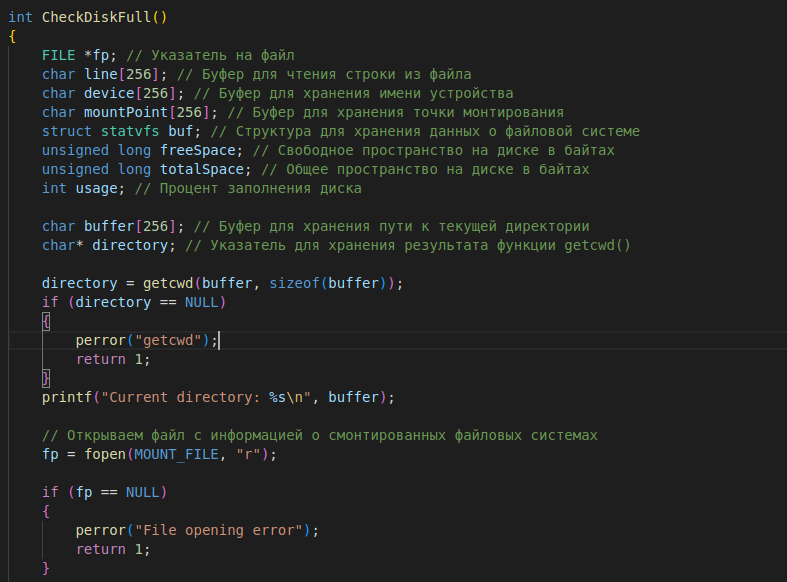 int CheckDiskFull()
{
    FILE *fp; // Указатель на файл
    char line[256]; // Буфер для чтения строки из файла
    char device[256]; // Буфер для хранения имени устройства
    char mountPoint[256]; // Буфер для хранения точки монтирования
    struct statvfs buf; // Структура для хранения данных о файловой системе
    unsigned long freeSpace; // Свободное пространство на диске в байтах
    unsigned long totalSpace; // Общее пространство на диске в байтах
    int usage; // Процент заполнения диска

    char buffer[256]; // Буфер для хранения пути к текущей директории
    char* directory; // Указатель для хранения результата функции getcwd()

    directory = getcwd(buffer, sizeof(buffer));
    if (directory == NULL)
    {
        perror("getcwd");
        return 1;
    }
    printf("Current directory: %s\n", buffer);

    // Открываем файл с информацией о смонтированных файловых системах
    fp = fopen(MOUNT_FILE, "r");

    if (fp == NULL)
    {
        perror("File opening error");
        return 1;
    }